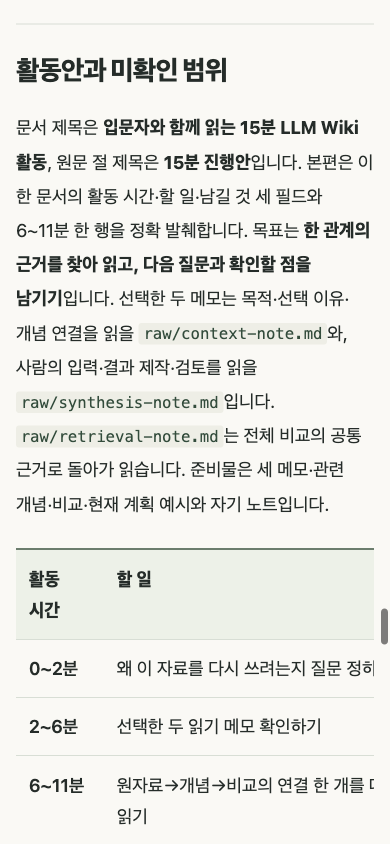 활동안과 미확인 범위
문서 제목은 입문자와 함께 읽는 15분 LLM Wiki
활동, 원문 절 제목은 15분 진행안입니다. 본편은 이
한 문서의 활동 시간·할 일·남길 것 세 필드와
6~11분 한 행을 정확 발췌합니다. 목표는 한 관계의
근거를 찾아 읽고, 다음 질문과 확인할 점을
남기기입니다. 선택한 두 메모는 목적·선택 이유·
개념 연결을 읽을 raw/context-note.md와,
사람의 입력·결과 제작·검토를 읽을
raw/synthesis-note.md입니다.
raw/retrieval-note.md는 전체 비교의 공통
근거로 돌아가 읽습니다. 준비물은 세 메모·관련
개념·비교·현재 계획 예시와 자기 노트입니다.
활동 할 일
시간
0~2분 왜 이 자료를 다시 쓰려는지 질문
2~6분 선택한 두 읽기 메모 확인하기
6~11분 원자료→개념→비교의 연결 한 개를
읽기